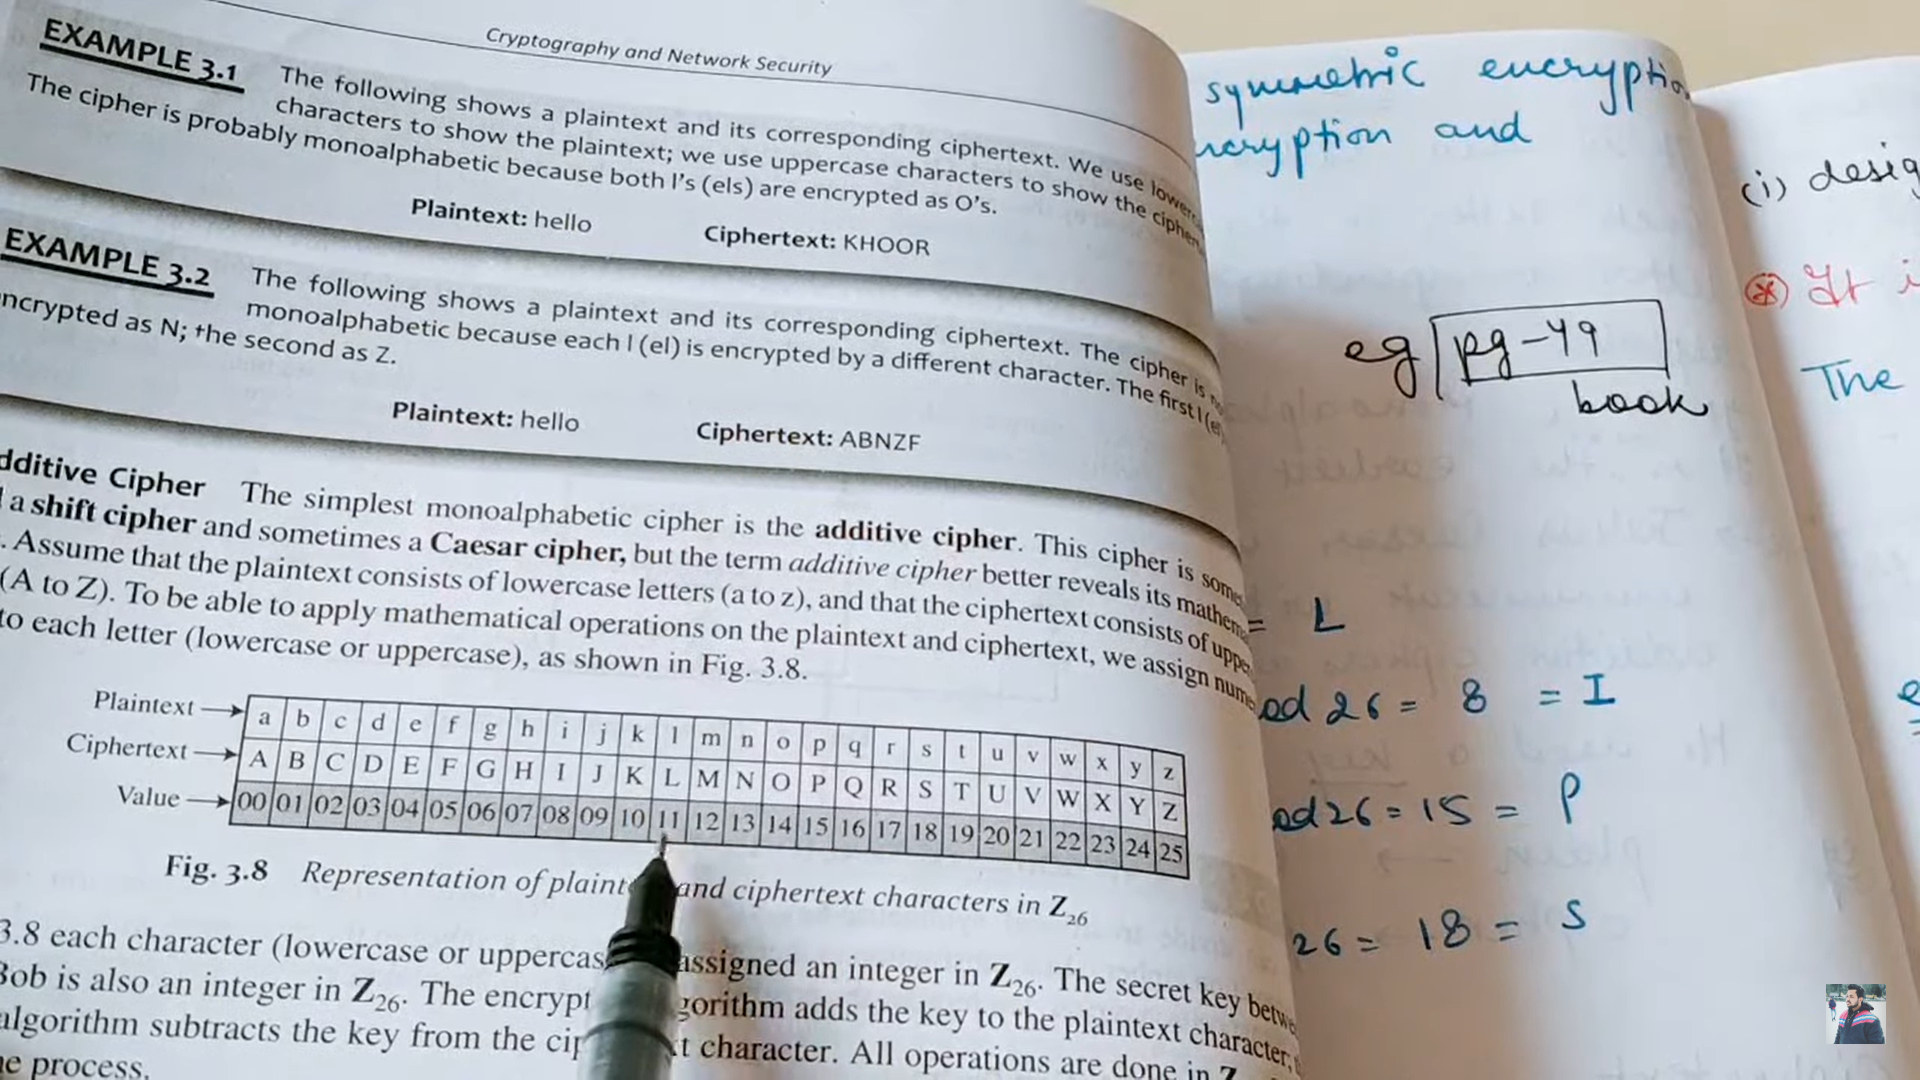 Cryptography and Network Security
EXAMPLE 3.1 The following shows a plaintext and its corresponding ciphertext. We use lower
characters to show the plaintext; we use uppercase characters to show the cipher
The cipher is probably monoalphabetic because both l's (els) are encrypted as O's.
Plaintext: hello Ciphertext: KHOOR
EXAMPLE 3.2 The following shows a plaintext and its corresponding ciphertext. The cipher is
monoalphabetic because each l (el) is encrypted by a different character. The first l (el
ncrypted as N; the second as Z.
Plaintext: hello Ciphertext: ABNZF
dditive Cipher The simplest monoalphabetic cipher is the additive cipher. This cipher is some
a shift cipher and sometimes a Caesar cipher, but the term additive cipher better reveals its mathem
. Assume that the plaintext consists of lowercase letters (a to z), and that the ciphertext consists of uppe
(A to Z). To be able to apply mathematical operations on the plaintext and ciphertext, we assign nume
to each letter (lowercase or uppercase), as shown in Fig. 3.8.
Plaintext → a b c d e f g h i j k l m n o p q r s t u v w x y z
Ciphertext → A B C D E F G H I J K L M N O P Q R S T U V W X Y Z
Value → 00 01 02 03 04 05 06 07 08 09 10 11 12 13 14 15 16 17 18 19 20 21 22 23 24 25
Fig. 3.8 Representation of plaint and ciphertext characters in Z26
3.8 each character (lowercase or uppercas assigned an integer in Z26. The secret key betwe
Bob is also an integer in Z26. The encrypt gorithm adds the key to the plaintext character;
algorithm subtracts the key from the cip t character. All operations are done in Z
e process.
symmetric encryptio
ncryption and
eg pg-49
book
= L
od 26 = 8 = I
od 26 = 15 = P
26 = 18 = S
(i) desig
* It i
The